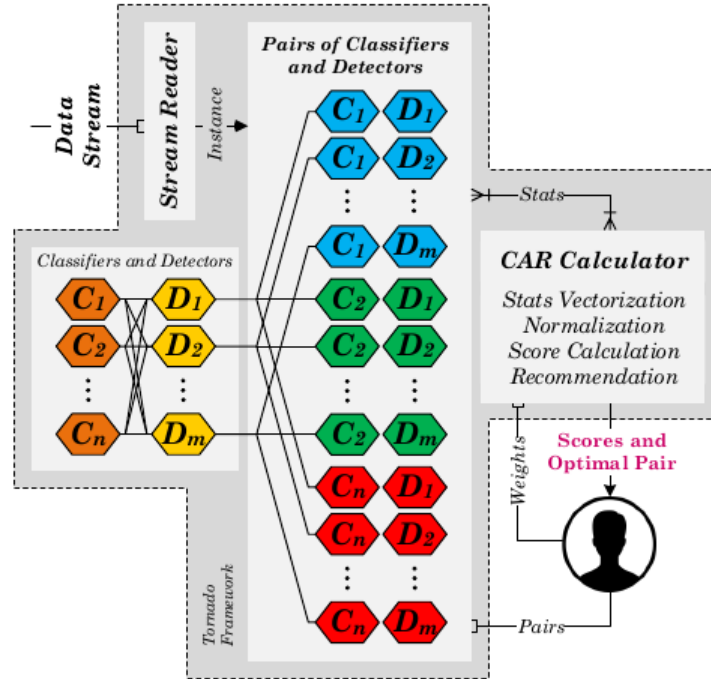 Data
Stream
Stream Reader
Instance
Pairs of Classifiers
and Detectors
C1 D1
C1 D2
C1 Dm
C2 D1
C2 D2
C2 Dm
Cn D1
Cn D2
Cn Dm
Classifiers and Detectors
C1 D1
C2 D2
Cn Dm
Tornado
Framework
Stats
CAR Calculator
Stats Vectorization
Normalization
Score Calculation
Recommendation
Weights
Scores and
Optimal Pair
Pairs